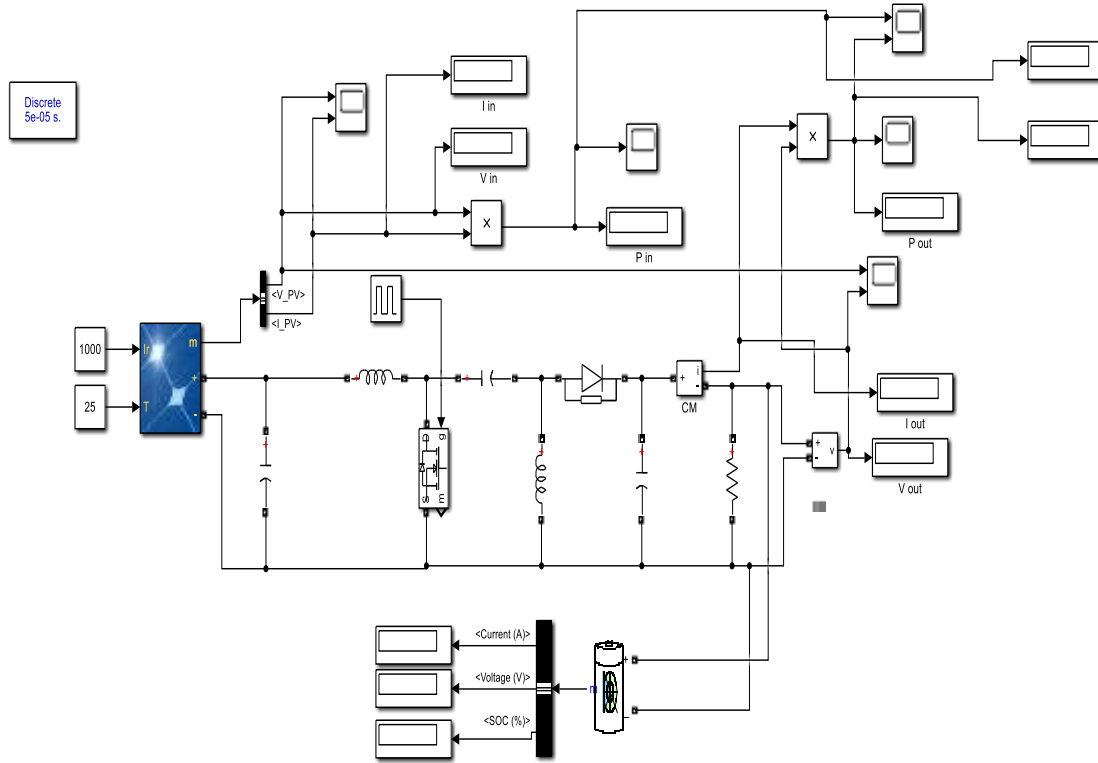 Discrete
5e-05 s.
I in
V in
X
P in
X
P out
<V_PV>
<I_PV>
1000
25
Ir
T
m
+
-
+
+
g
D
S
m
+
+
+
i
-
CM
+
+
-
v
I out
V out
<Current (A)>
<Voltage (V)>
<SOC (%)>
m
+
-